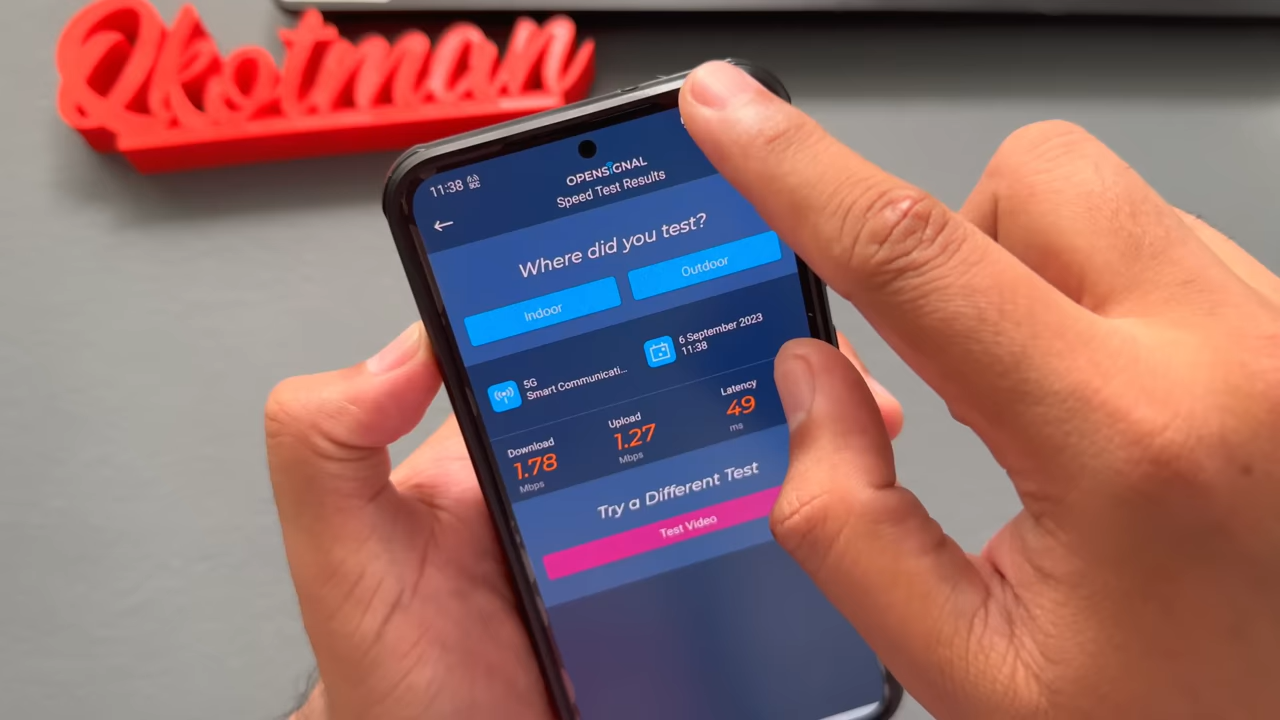 Qkotman
11:38
OPENSIGNAL
Speed Test Results
Where did you test?
Indoor
Outdoor
5G
Smart Communicati...
6 September 2023
11:38
Download
1.78
Mbps
Upload
1.27
Mbps
Latency
49
ms
Try a Different Test
Test Video